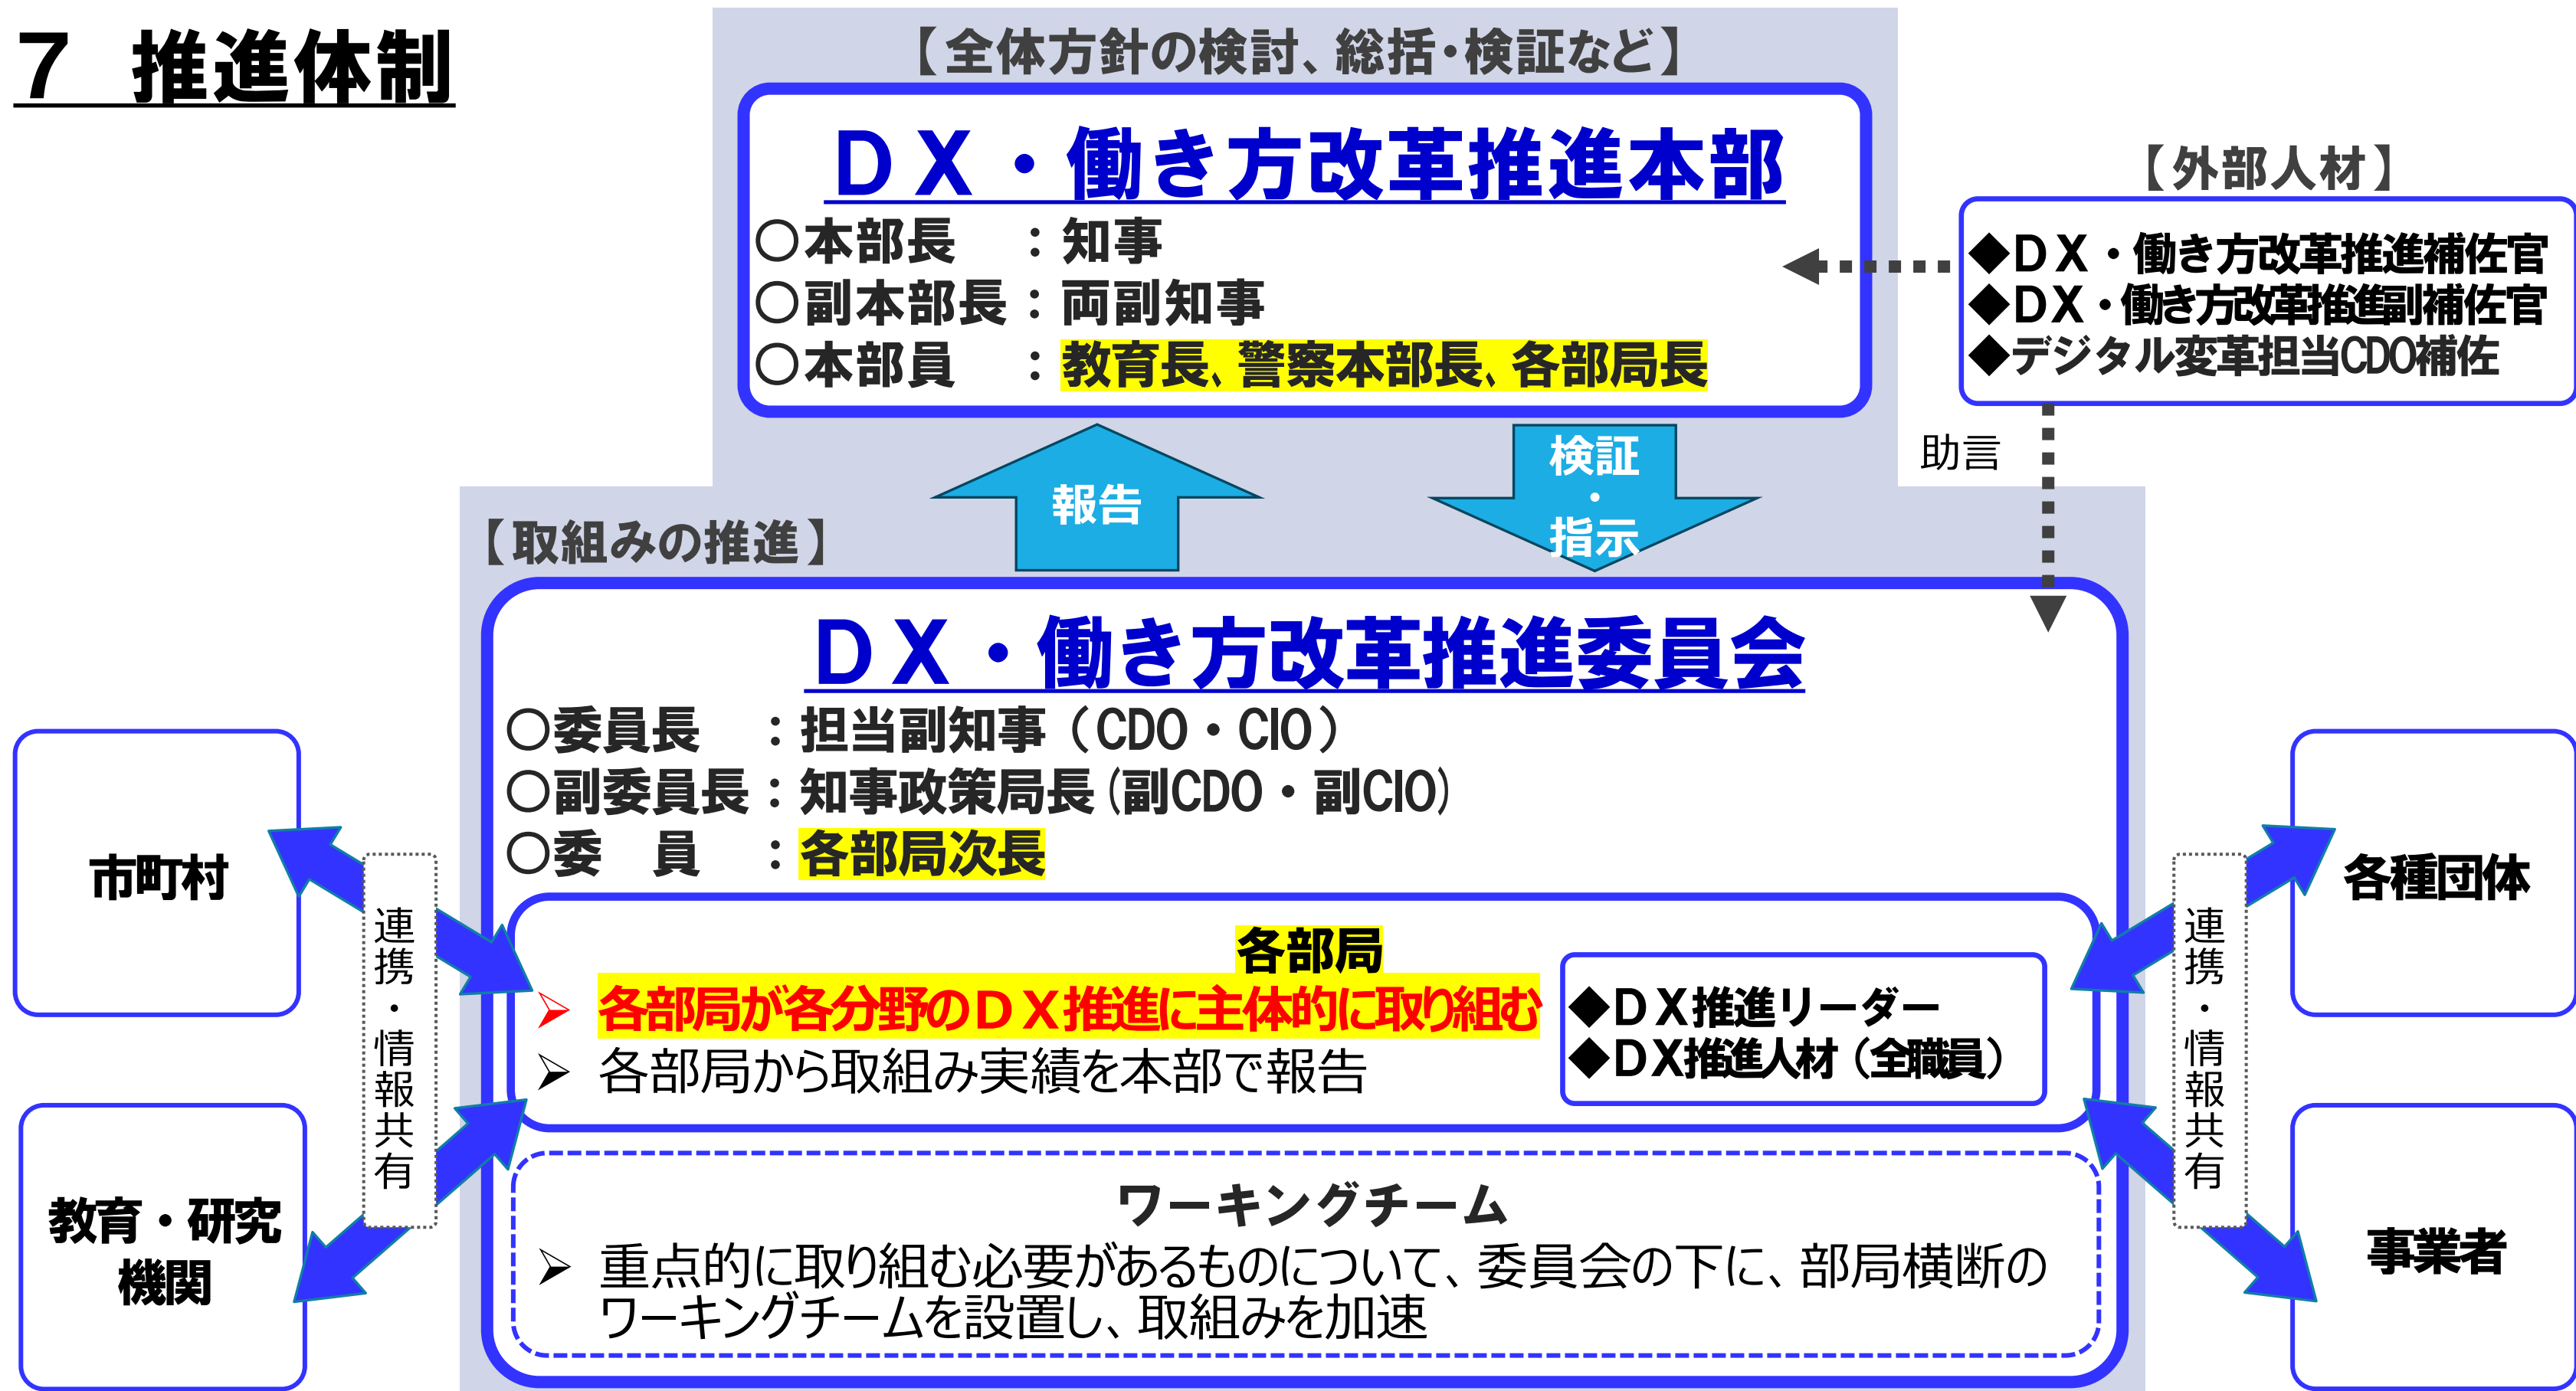 ７　推進体制
【全体方針の検討、総括・検証など】
ＤＸ・働き方改革推進本部
○本部長　：知事
○副本部長：両副知事
○本部員　：教育長、警察本部長、各部局長
【外部人材】
◆ＤＸ・働き方改革推進補佐官
◆ＤＸ・働き方改革推進副補佐官
◆デジタル変革担当CDO補佐
助言
報告
検証
・
指示
【取組みの推進】
ＤＸ・働き方改革推進委員会
○委員長　：担当副知事（CDO・CIO）
○副委員長：知事政策局長(副CDO・副CIO)
○委　員　：各部局次長
各部局
➢ 各部局が各分野のＤＸ推進に主体的に取り組む
➢ 各部局から取組み実績を本部で報告
◆ＤＸ推進リーダー
◆ＤＸ推進人材（全職員）
ワーキングチーム
➢ 重点的に取り組む必要があるものについて、委員会の下に、部局横断の
ワーキングチームを設置し、取組みを加速
市町村
教育・研究
機関
連携・情報共有
各種団体
事業者
連携・情報共有